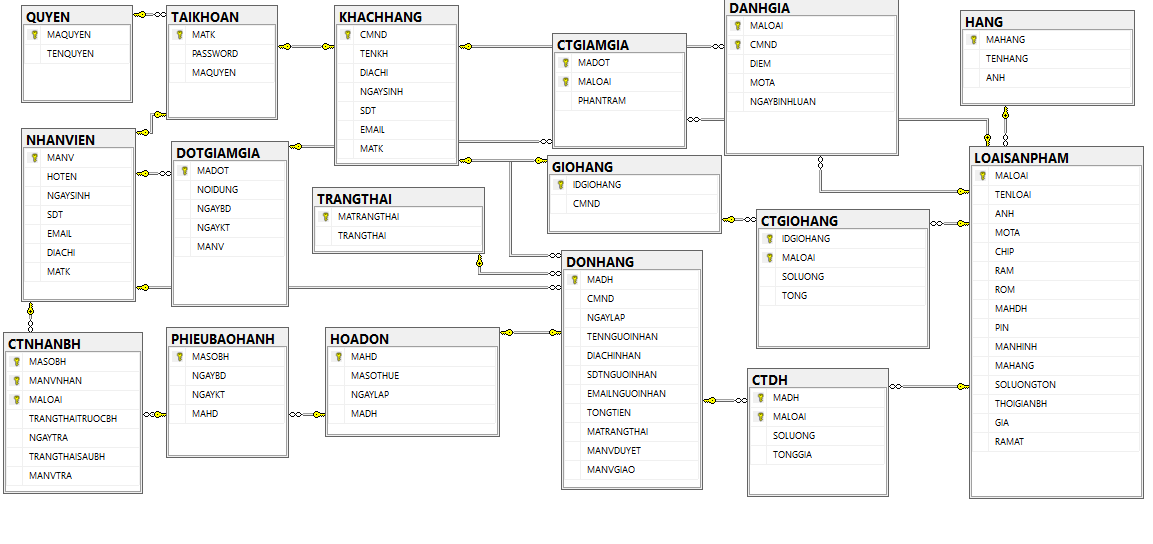 QUYEN
MAQUYEN
TENQUYEN
TAIKHOAN
MATK
PASSWORD
MAQUYEN
KHACHHANG
CMND
TENKH
DIACHI
NGAYSINH
SDT
EMAIL
MATK
CTGIAMGIA
MADOT
MALOAI
PHANTRAM
DANHGIA
MALOAI
CMND
DIEM
MOTA
NGAYBINHLUAN
HANG
MAHANG
TENHANG
ANH
NHANVIEN
MANV
HOTEN
NGAYSINH
SDT
EMAIL
DIACHI
MATK
DOTGIAMGIA
MADOT
NOIDUNG
NGAYBD
NGAYKT
MANV
TRANGTHAI
MATRANGTHAI
TRANGTHAI
GIOHANG
IDGIOHANG
CMND
CTGIOHANG
IDGIOHANG
MALOAI
SOLUONG
TONG
LOAISANPHAM
MALOAI
TENLOAI
ANH
MOTA
CHIP
RAM
ROM
MAHDH
PIN
MANHINH
MAHANG
SOLUONGTON
THOIGIANBH
GIA
RAMAT
CTNHANBH
MASOBH
MANVNHAN
MALOAI
TRANGTHAITRUOCBH
NGAYTRA
TRANGTHAISAUBH
MANVTRA
PHIEUBAOHANH
MASOBH
NGAYBD
NGAYKT
MAHD
HOADON
MAHD
MASOTHUE
NGAYLAP
MADH
DONHANG
MADH
CMND
NGAYLAP
TENNGUOINHAN
DIACHINHAN
SDTNGUOINHAN
EMAILNGUOINHAN
TONGTIEN
MATRANGTHAI
MANVDUYET
MANVGIAO
CTDH
MADH
MALOAI
SOLUONG
TONGGIA